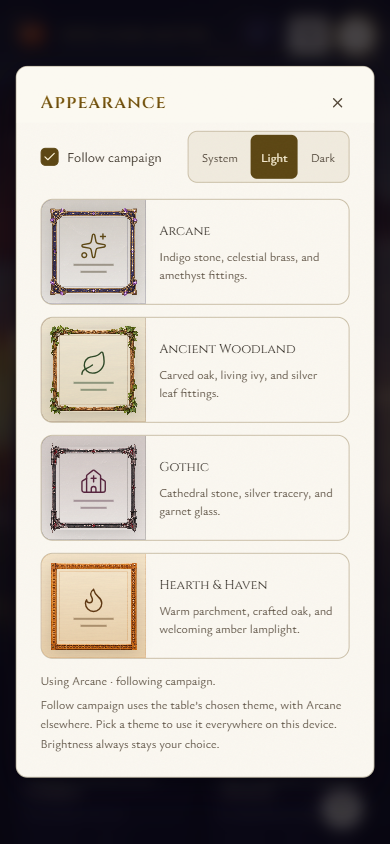 APPEARANCE
Follow campaign
System Light Dark
ARCANE
Indigo stone, celestial brass, and
amethyst fittings.
ANCIENT WOODLAND
Carved oak, living ivy, and silver
leaf fittings.
GOTHIC
Cathedral stone, silver tracery, and
garnet glass.
HEARTH & HAVEN
Warm parchment, crafted oak, and
welcoming amber lamplight.
Using Arcane · following campaign.
Follow campaign uses the table's chosen theme, with Arcane
elsewhere. Pick a theme to use it everywhere on this device.
Brightness always stays your choice.